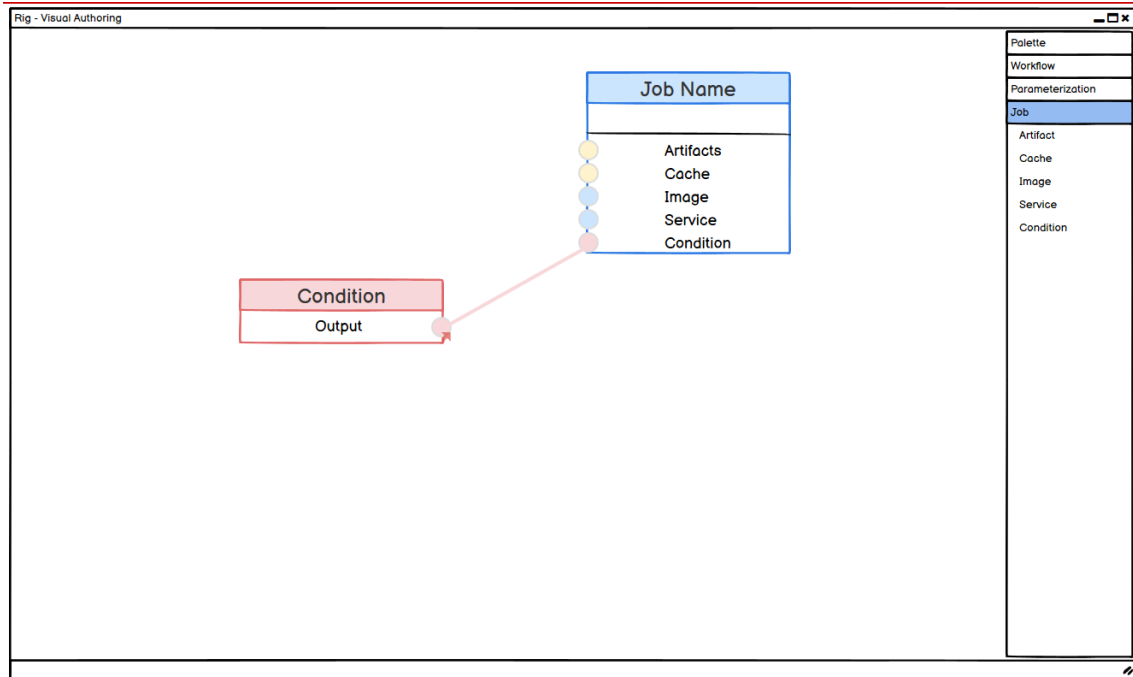 Rig - Visual Authoring
Job Name
Artifacts
Cache
Image
Service
Condition
Condition
Output
Palette
Workflow
Parameterization
Job
Artifact
Cache
Image
Service
Condition